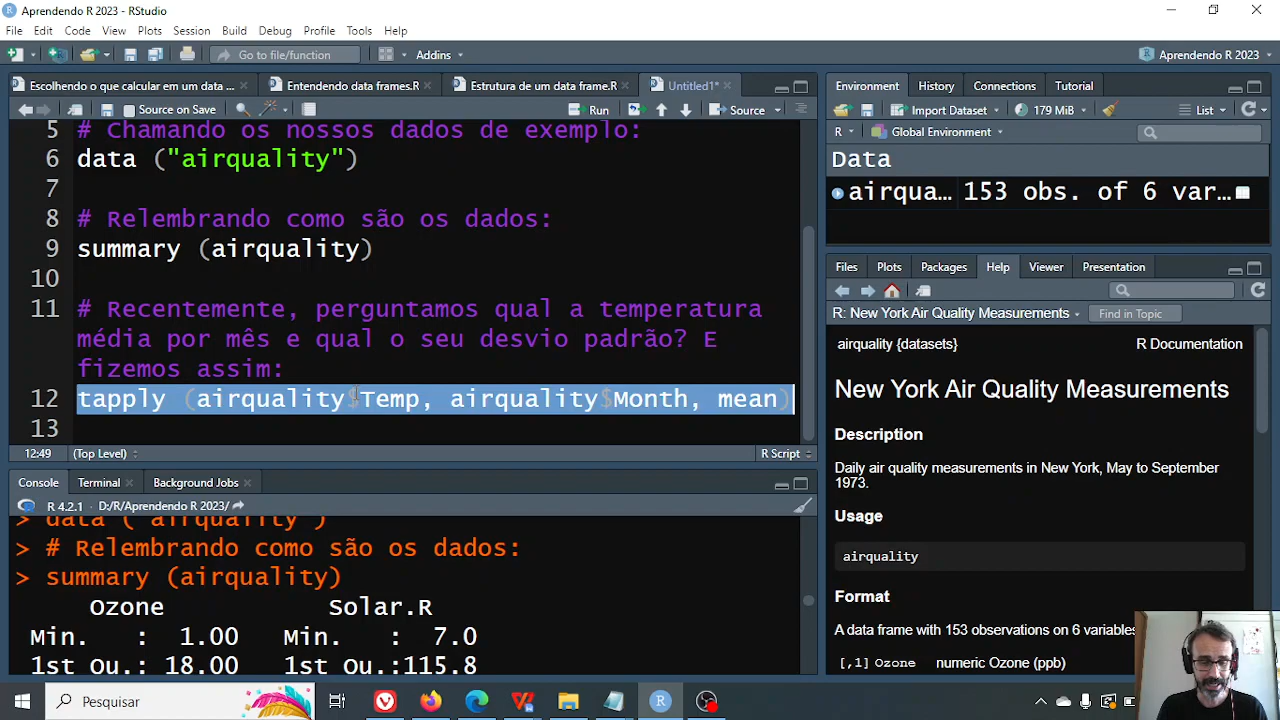 Aprendendo R 2023 - RStudio
File Edit Code View Plots Session Build Debug Profile Tools Help
Go to file/function Addins Aprendendo R 2023
Escolhendo o que calcular em um data ... Entendendo data frames.R Estrutura de um data frame.R Untitled1*
Source on Save Run Source
5 # Chamando os nossos dados de exemplo:
6 data ("airquality")
7
8 # Relembrando como são os dados:
9 summary (airquality)
10
11 # Recentemente, perguntamos qual a temperatura
média por mês e qual o seu desvio padrão? E
fizemos assim:
12 tapply (airquality$Temp, airquality$Month, mean)
13
12:49 (Top Level) R Script
Console Terminal Background Jobs
R 4.2.1 · D:/R/Aprendendo R 2023/
> data ("airquality")
> # Relembrando como são os dados:
> summary (airquality)
Ozone Solar.R
Min. : 1.00 Min. : 7.0
1st Qu.: 18.00 1st Qu.:115.8
Environment History Connections Tutorial
Import Dataset 179 MiB List
R Global Environment
Data
airqua... 153 obs. of 6 var...
Files Plots Packages Help Viewer Presentation
R: New York Air Quality Measurements Find in Topic
airquality {datasets} R Documentation
New York Air Quality Measurements
Description
Daily air quality measurements in New York, May to September
1973.
Usage
airquality
Format
A data frame with 153 observations on 6 variables
[,1] Ozone numeric Ozone (ppb)
Pesquisar